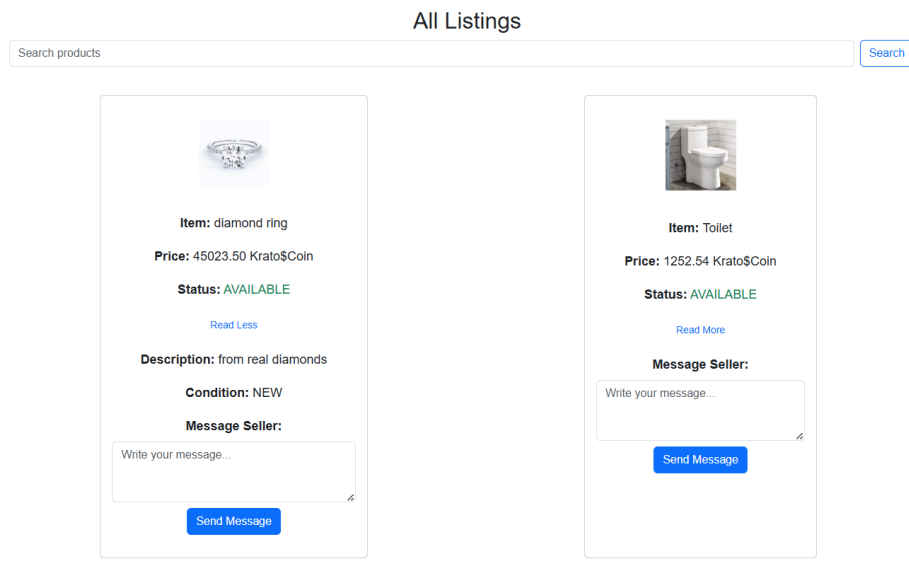 All Listings
Search products
Search
Item: diamond ring
Price: 45023.50 Krato$Coin
Status: AVAILABLE
Read Less
Description: from real diamonds
Condition: NEW
Message Seller:
Write your message...
Send Message
Item: Toilet
Price: 1252.54 Krato$Coin
Status: AVAILABLE
Read More
Message Seller:
Write your message...
Send Message